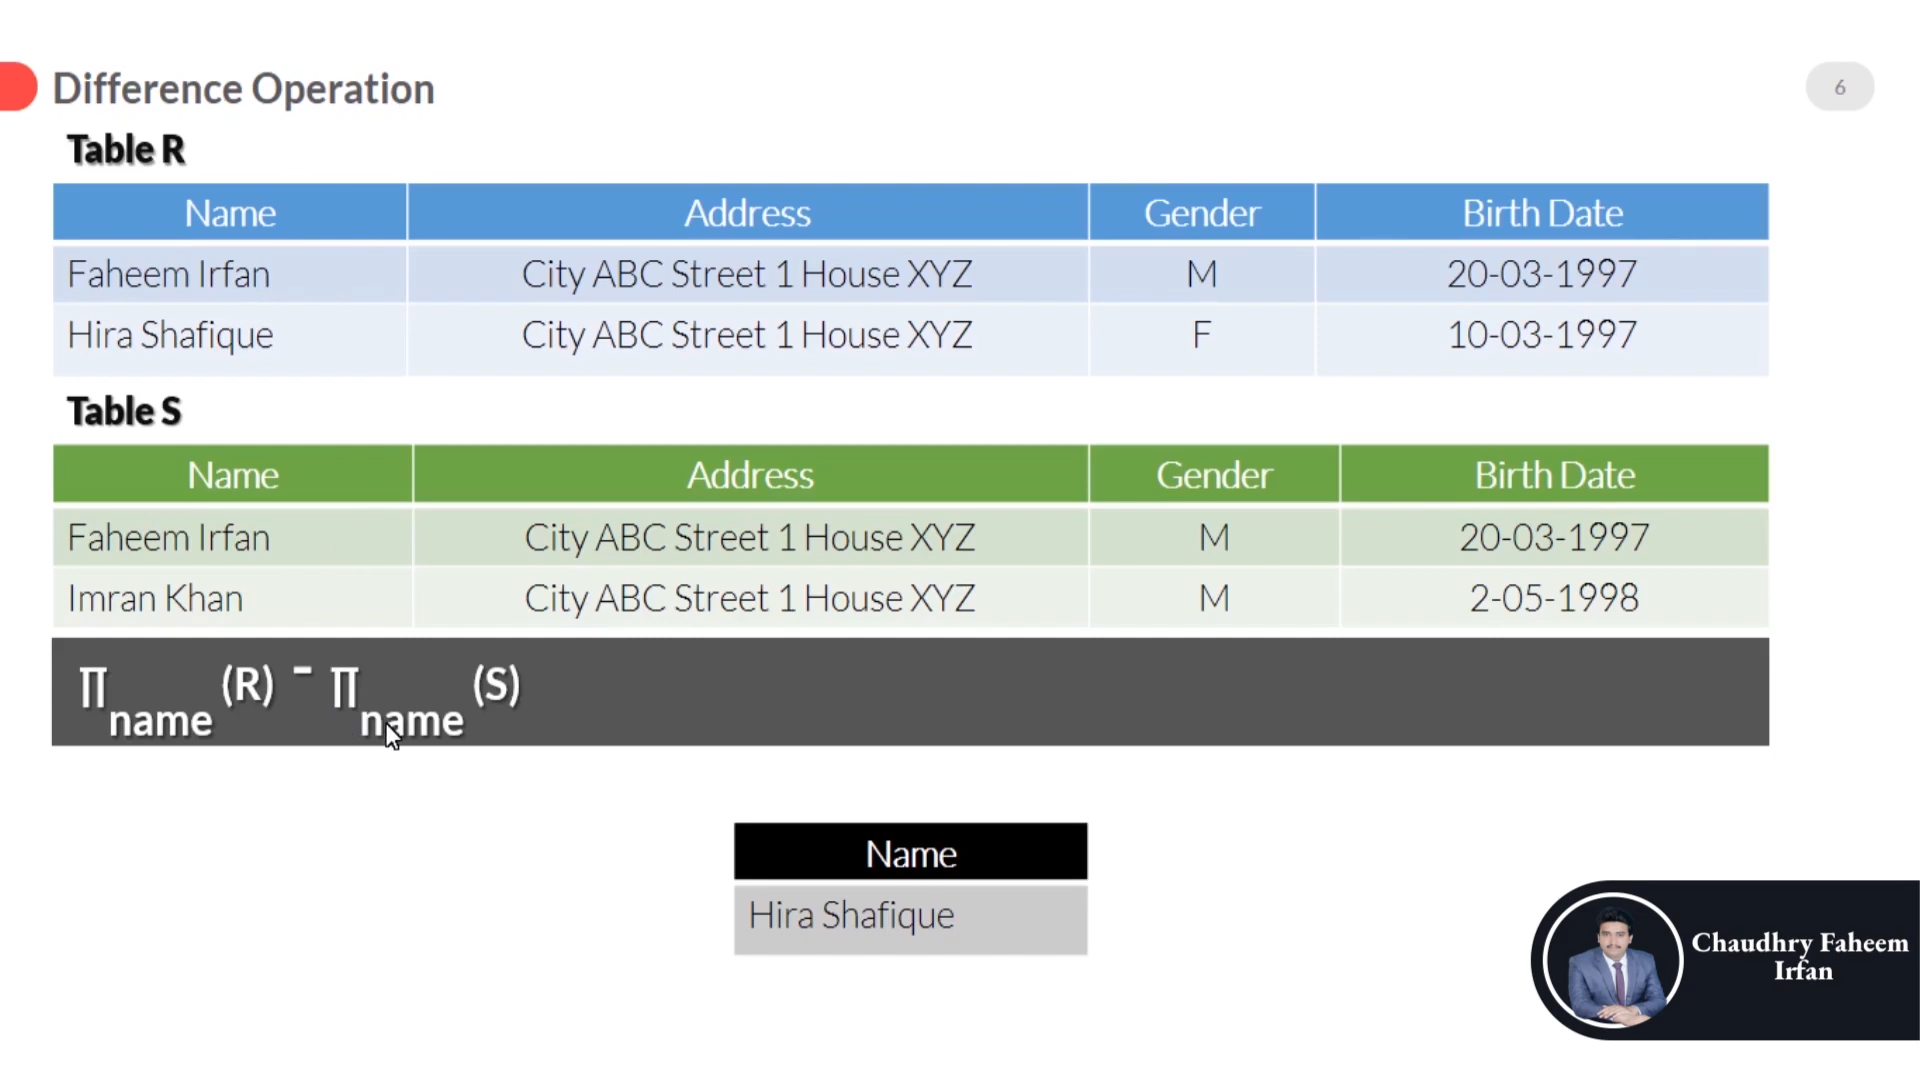 Difference Operation
6
Table R
Name Address Gender Birth Date
Faheem Irfan City ABC Street 1 House XYZ M 20-03-1997
Hira Shafique City ABC Street 1 House XYZ F 10-03-1997
Table S
Name Address Gender Birth Date
Faheem Irfan City ABC Street 1 House XYZ M 20-03-1997
Imran Khan City ABC Street 1 House XYZ M 2-05-1998
∏name (R) - ∏name (S)
Name
Hira Shafique
Chaudhry Faheem
Irfan